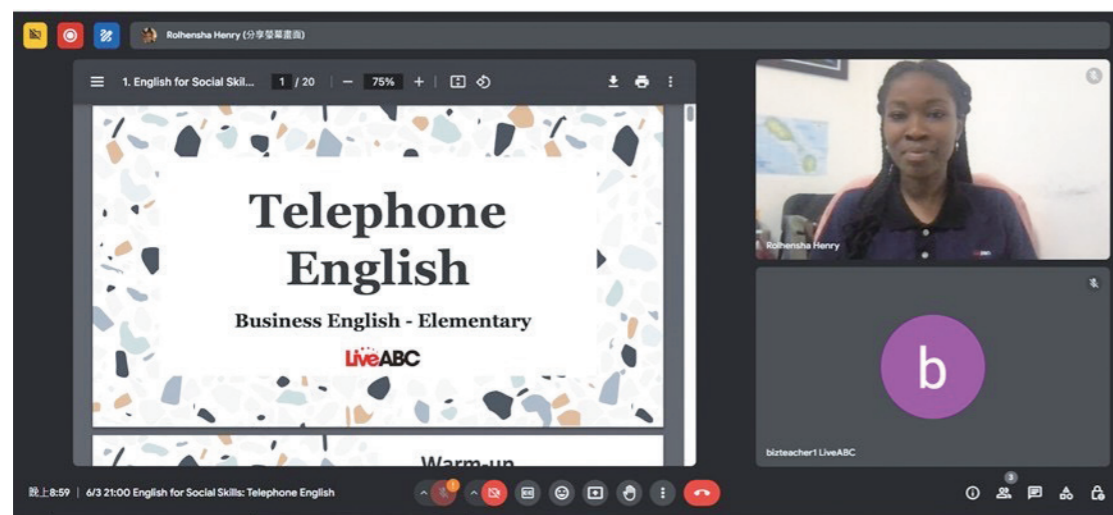 Rolhensha Henry (分享螢幕畫面)
1. English for Social Skil... 1 / 20 | − 75% +
Telephone
English
Business English - Elementary
LiveABC
Warm-up
Rolhensha Henry
b
bizteacher1 LiveABC
晚上8:59 | 6/3 21:00 English for Social Skills: Telephone English
1
3